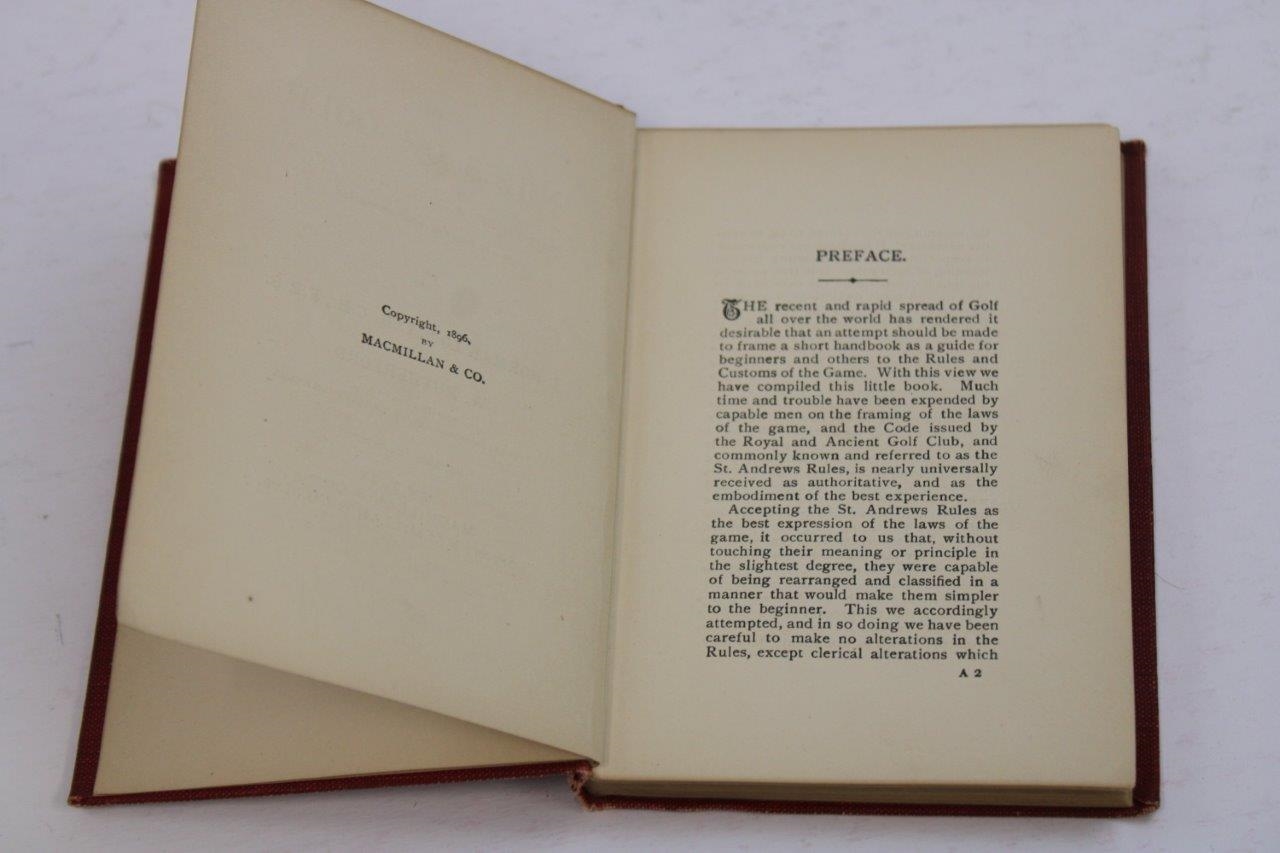 Copyright, 1896,
BY
MACMILLAN & CO.
PREFACE.
THE recent and rapid spread of Golf
all over the world has rendered it
desirable that an attempt should be made
to frame a short handbook as a guide for
beginners and others to the Rules and
Customs of the Game. With this view we
have compiled this little book. Much
time and trouble have been expended by
capable men on the framing of the laws
of the game, and the Code issued by
the Royal and Ancient Golf Club, and
commonly known and referred to as the
St. Andrews Rules, is nearly universally
received as authoritative, and as the
embodiment of the best experience.
Accepting the St. Andrews Rules as
the best expression of the laws of the
game, it occurred to us that, without
touching their meaning or principle in
the slightest degree, they were capable
of being rearranged and classified in a
manner that would make them simpler
to the beginner. This we accordingly
attempted, and in so doing we have been
careful to make no alterations in the
Rules, except clerical alterations which
A 2